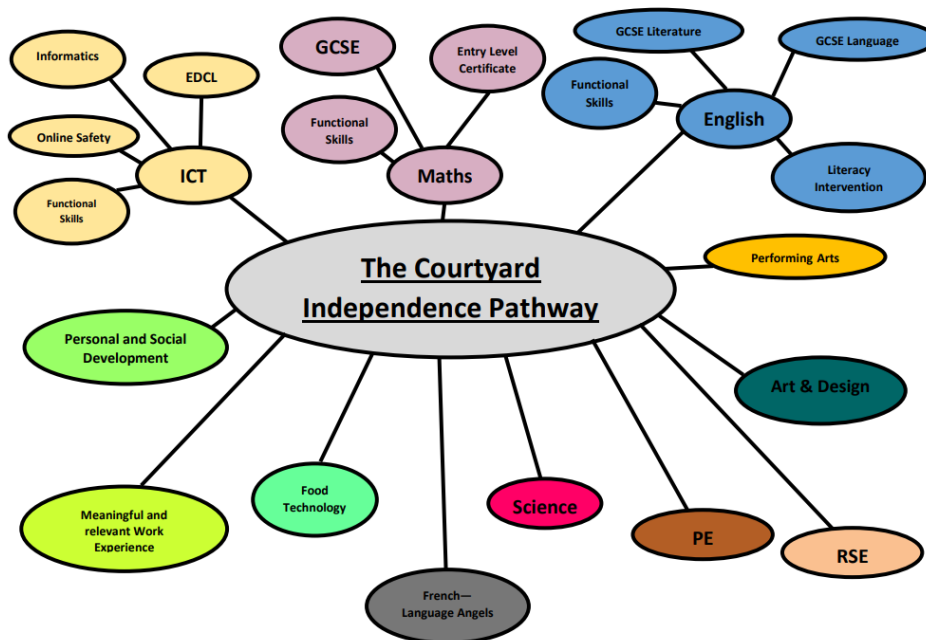 Informatics
EDCL
Online Safety
Functional
Skills
ICT
GCSE
Entry Level
Certificate
Functional
Skills
Maths
GCSE Literature
GCSE Language
Functional
Skills
English
Literacy
Intervention
The Courtyard
Independence Pathway
Performing Arts
Personal and Social
Development
Art & Design
Meaningful and
relevant Work
Experience
Food
Technology
Science
PE
RSE
French—
Language Angels